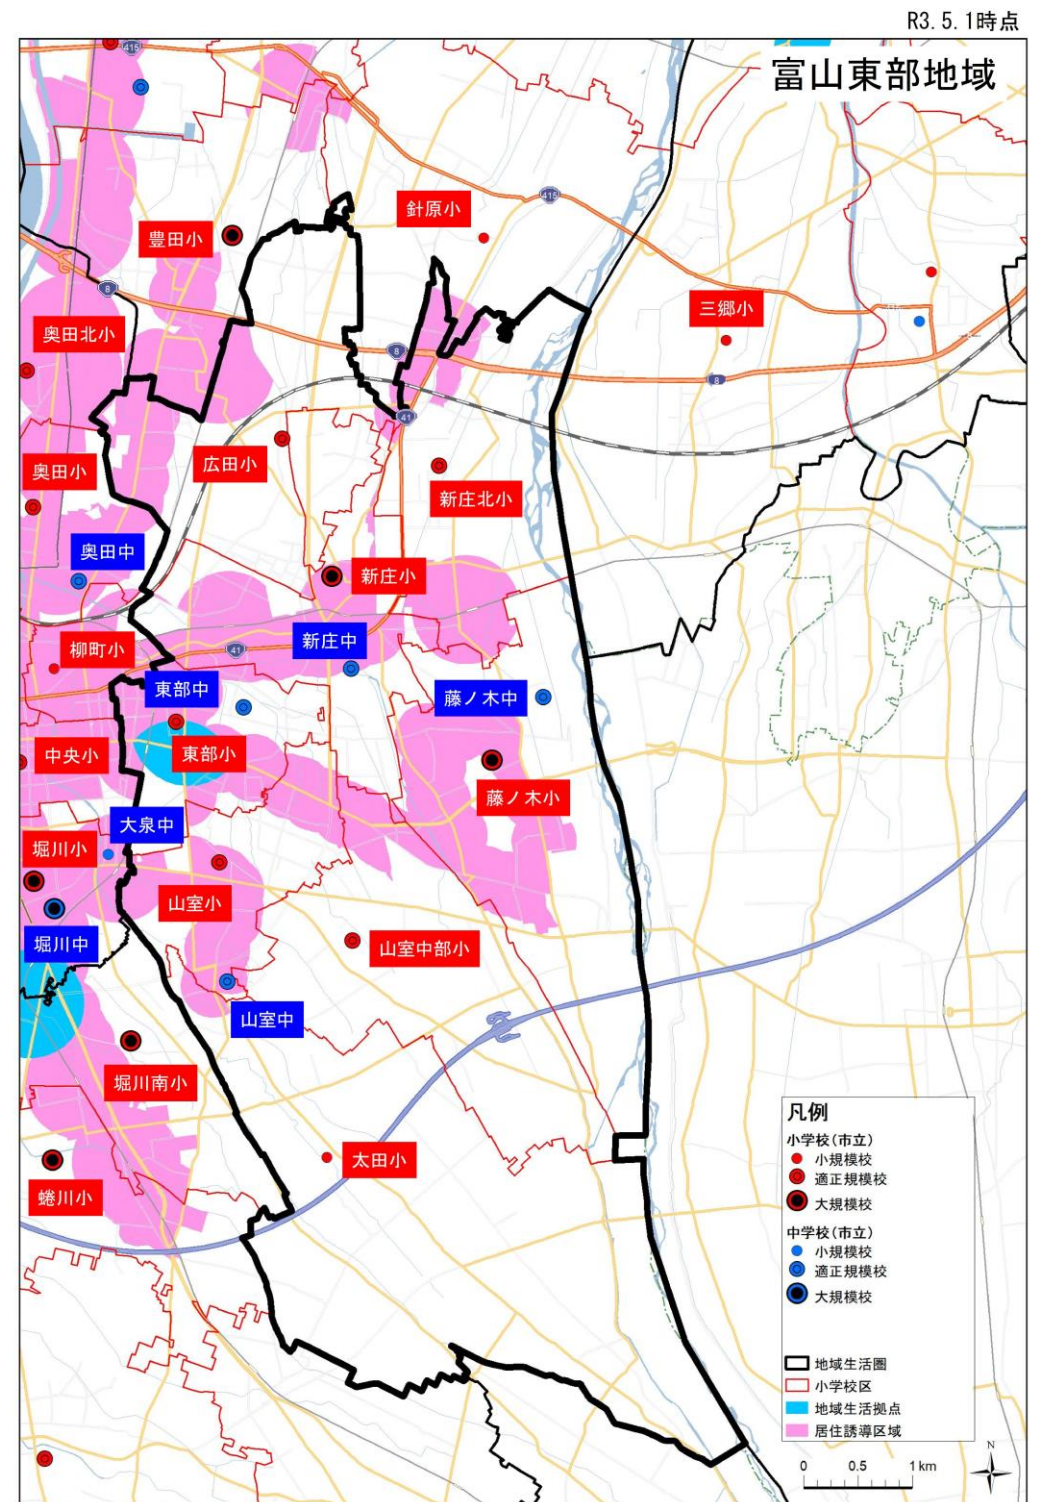 R3.5.1時点
富山東部地域
415
針原小
415
豊田小
8
三郷小
奥田北小
8
8
41
広田小
奥田小
新庄北小
奥田中
新庄小
新庄中
柳町小
41
東部中
藤ノ木中
中央小
東部小
藤ノ木小
大泉中
堀川小
山室小
堀川中
山室中部小
山室中
堀川南小
太田小
蜷川小
凡例
小学校(市立)
小規模校
適正規模校
大規模校
中学校(市立)
小規模校
適正規模校
大規模校
地域生活圏
小学校区
地域生活拠点
居住誘導区域
N
0 0.5 1km